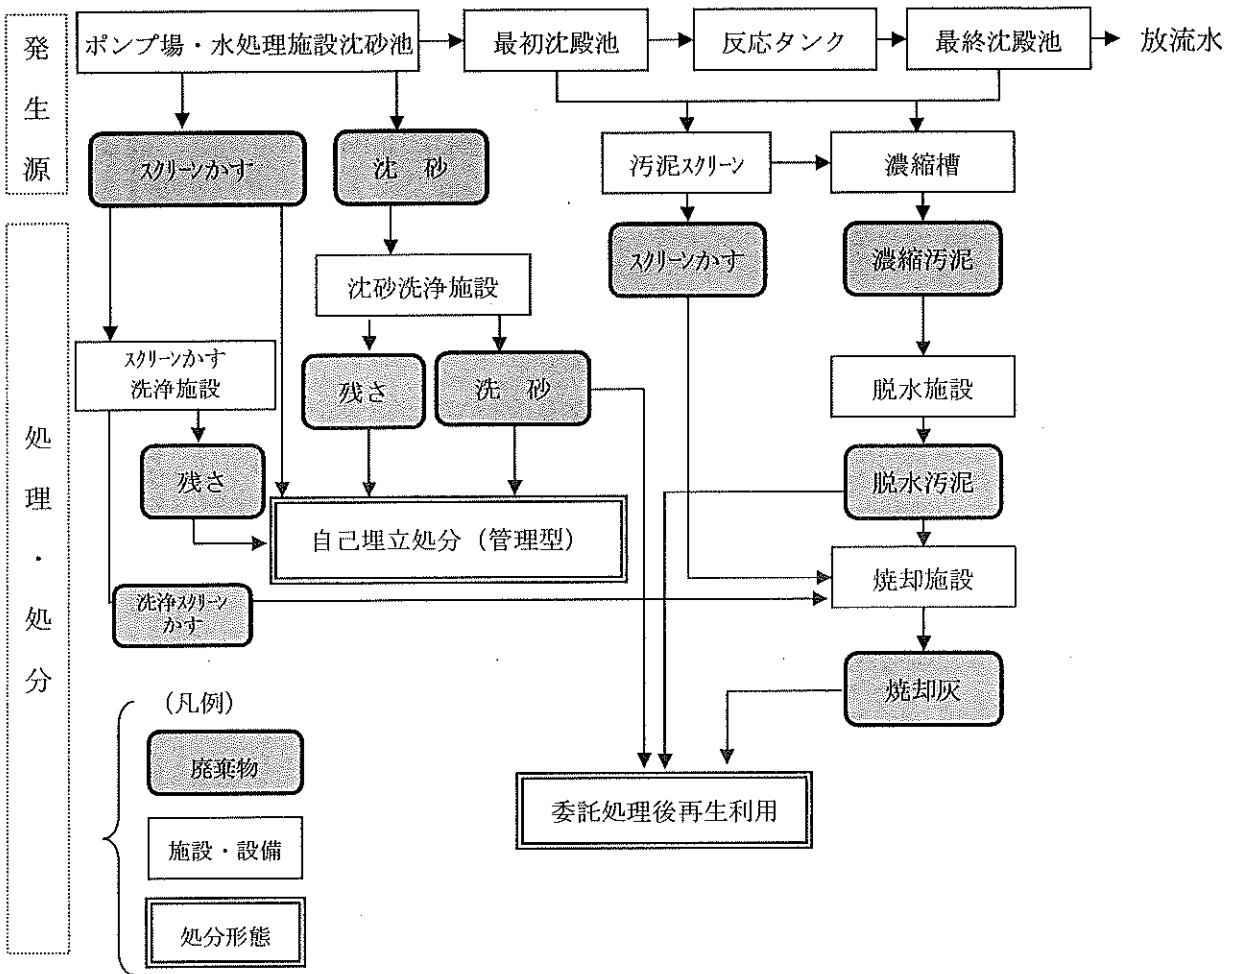 発生源
ポンプ場・水処理施設沈砂池
最初沈殿池
反応タンク
最終沈殿池
放流水
スクリーンかす
沈 砂
汚泥スクリーン
濃縮槽
スクリーンかす
濃縮汚泥
沈砂洗浄施設
処理・処分
スクリーンかす
洗浄施設
残さ
洗 砂
脱水施設
残さ
脱水汚泥
自己埋立処分(管理型)
焼却施設
洗浄スクリーン
かす
焼却灰
(凡例)
廃棄物
委託処理後再生利用
施設・設備
処分形態